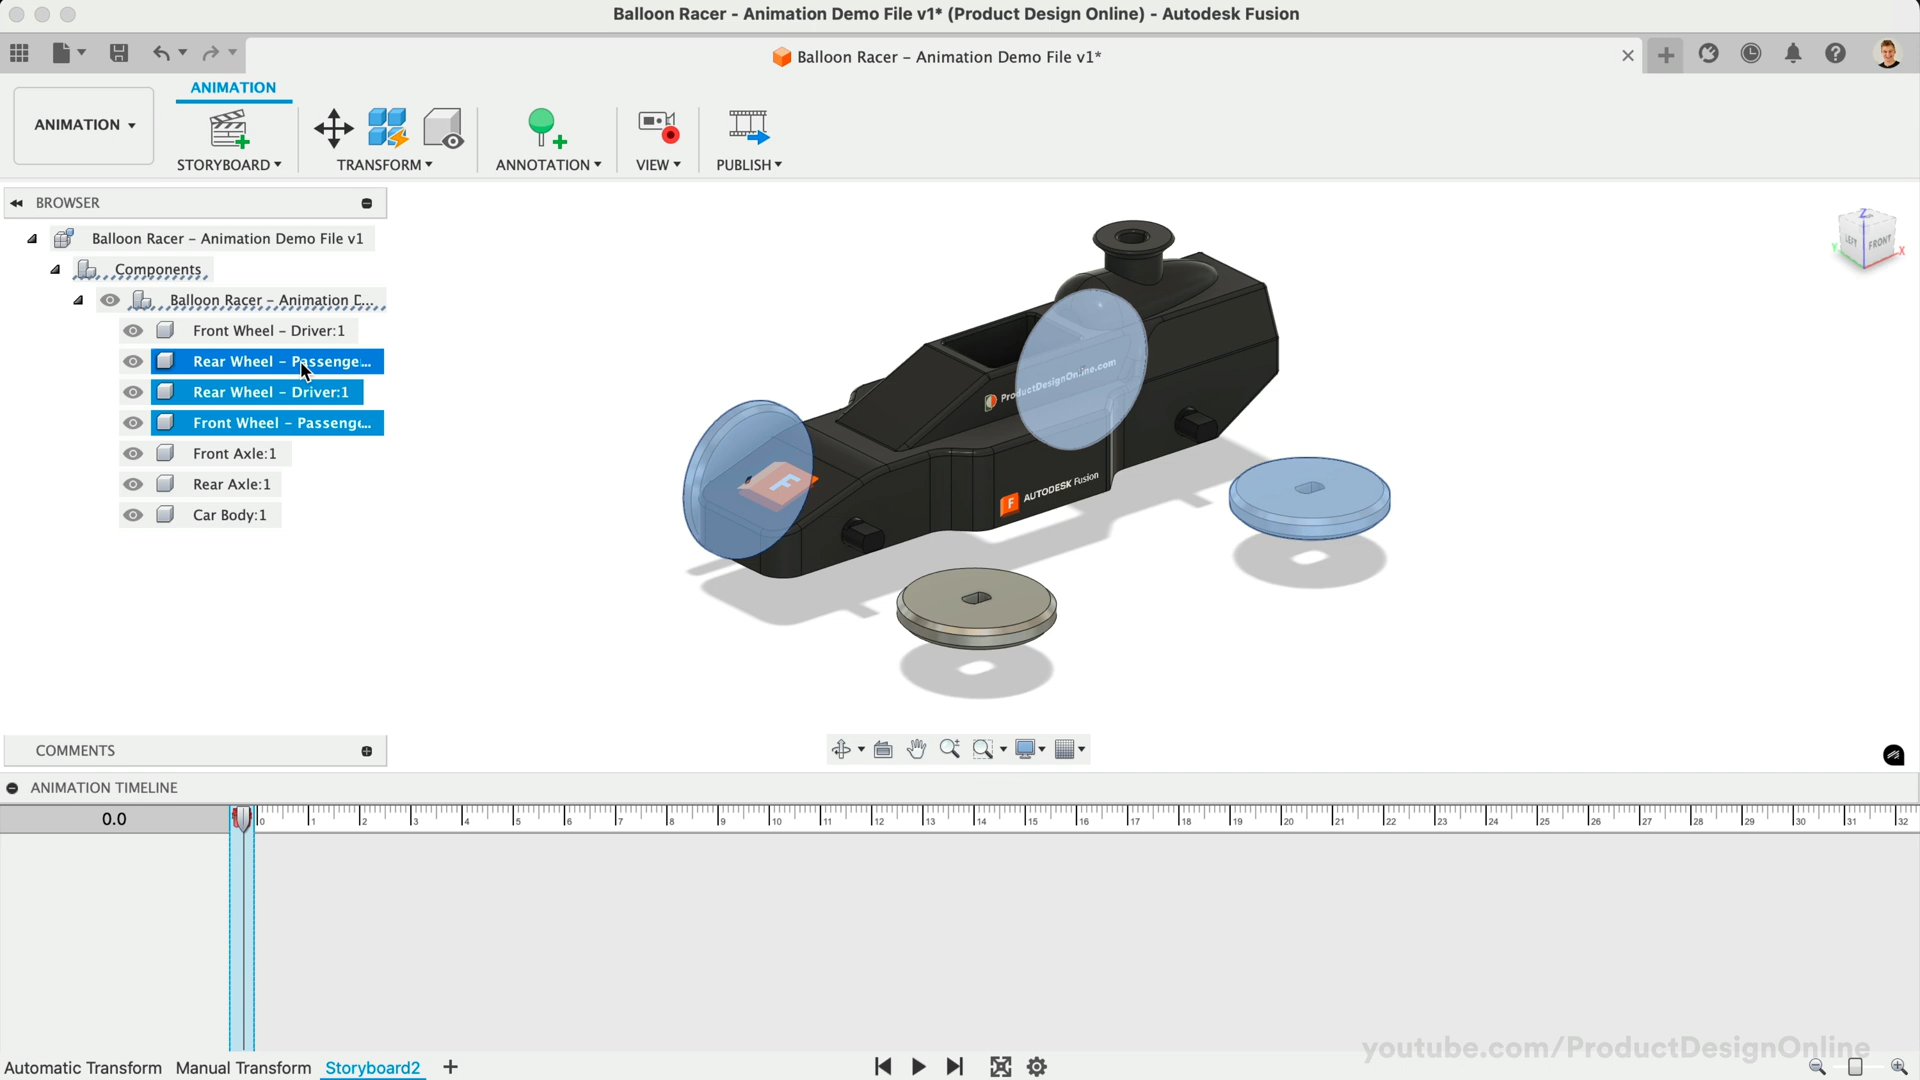 Balloon Racer - Animation Demo File v1* (Product Design Online) - Autodesk Fusion
Balloon Racer – Animation Demo File v1*
ANIMATION
ANIMATION
STORYBOARD
TRANSFORM
ANNOTATION
VIEW
PUBLISH
BROWSER
Balloon Racer – Animation Demo File v1
Components
Balloon Racer – Animation D...
Front Wheel – Driver:1
Rear Wheel – Passenge...
Rear Wheel – Driver:1
Front Wheel – Passenge...
Front Axle:1
Rear Axle:1
Car Body:1
ProductDesignOnline.com
F
F AUTODESK Fusion
Z
LEFT FRONT
Y X
COMMENTS
ANIMATION TIMELINE
0.0
0 1 2 3 4 5 6 7 8 9 10 11 12 13 14 15 16 17 18 19 20 21 22 23 24 25 26 27 28 29 30 31 32
youtube.com/ProductDesignOnline
Automatic Transform Manual Transform Storyboard2